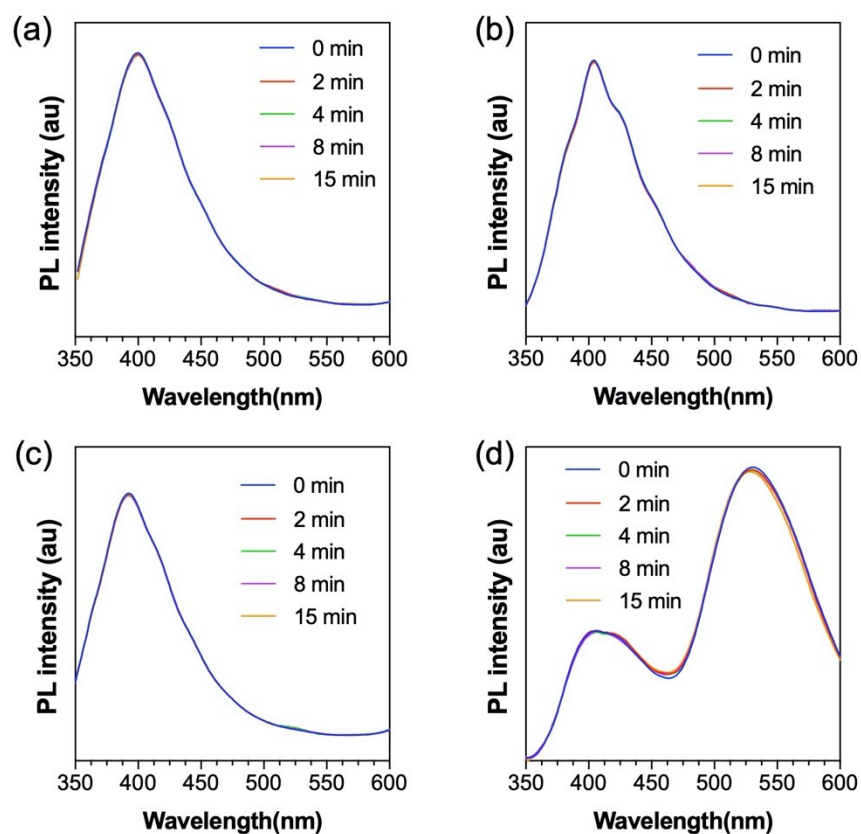 (a)
0 min
2 min
4 min
8 min
15 min
PL intensity (au)
350 400 450 500 550 600
Wavelength(nm)
(b)
0 min
2 min
4 min
8 min
15 min
PL intensity (au)
350 400 450 500 550 600
Wavelength(nm)
(c)
0 min
2 min
4 min
8 min
15 min
PL intensity (au)
350 400 450 500 550 600
Wavelength(nm)
(d)
0 min
2 min
4 min
8 min
15 min
PL intensity (au)
350 400 450 500 550 600
Wavelength(nm)